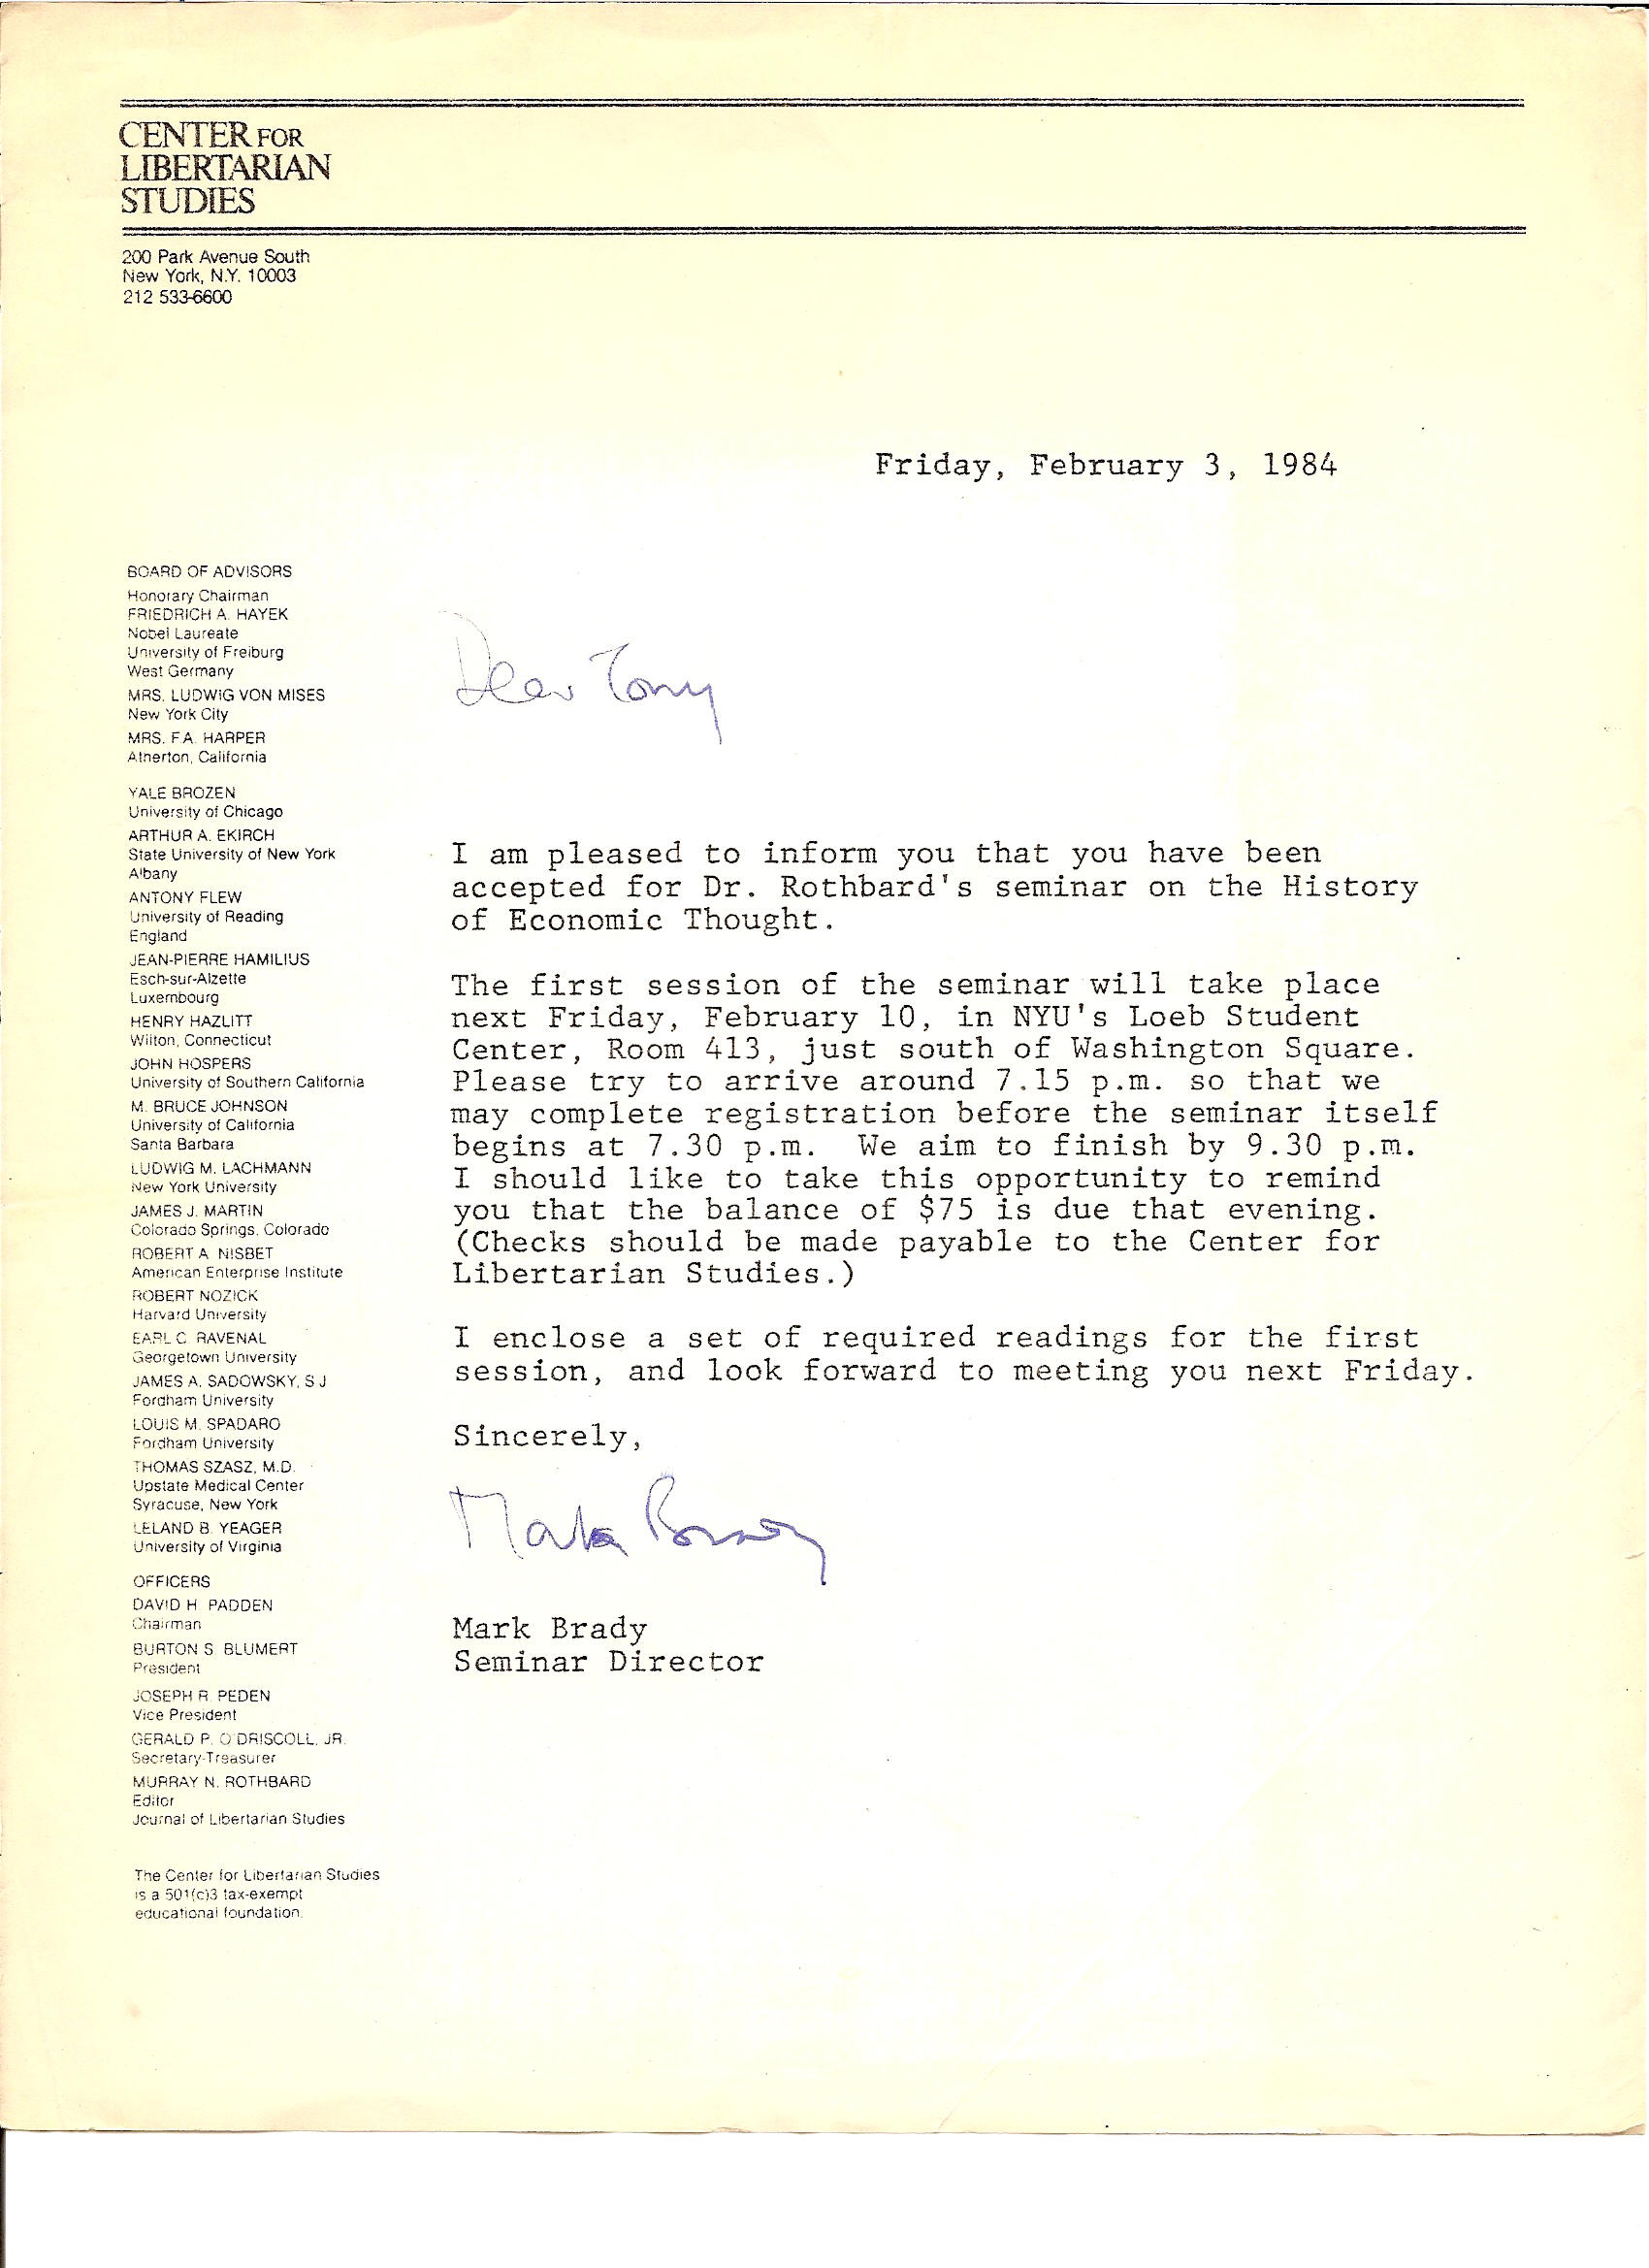 CENTER FOR
LIBERTARIAN
STUDIES
200 Park Avenue South
New York, N.Y. 10003
212 533-6600
Friday, February 3, 1984
BOARD OF ADVISORS
Honorary Chairman
FRIEDRICH A. HAYEK
Nobel Laureate
University of Freiburg
West Germany
MRS. LUDWIG VON MISES
New York City
MRS. F.A. HARPER
Atherton, California
YALE BROZEN
University of Chicago
ARTHUR A. EKIRCH
State University of New York
Albany
ANTONY FLEW
University of Reading
England
JEAN-PIERRE HAMILIUS
Esch-sur-Alzette
Luxembourg
HENRY HAZLITT
Wilton, Connecticut
JOHN HOSPERS
University of Southern California
M. BRUCE JOHNSON
University of California
Santa Barbara
LUDWIG M. LACHMANN
New York University
JAMES J. MARTIN
Colorado Springs, Colorado
ROBERT A. NISBET
American Enterprise Institute
ROBERT NOZICK
Harvard University
EARL C. RAVENAL
Georgetown University
JAMES A. SADOWSKY, S J
Fordham University
LOUIS M. SPADARO
Fordham University
THOMAS SZASZ, M.D.
Upstate Medical Center
Syracuse, New York
LELAND B. YEAGER
University of Virginia
OFFICERS
DAVID H. PADDEN
Chairman
BURTON S. BLUMERT
President
JOSEPH R. PEDEN
Vice President
GERALD P. O'DRISCOLL, JR.
Secretary-Treasurer
MURRAY N. ROTHBARD
Editor
Journal of Libertarian Studies
The Center for Libertarian Studies
is a 501(c)3 tax-exempt
educational foundation.
Dear Tony
I am pleased to inform you that you have been
accepted for Dr. Rothbard's seminar on the History
of Economic Thought.
The first session of the seminar will take place
next Friday, February 10, in NYU's Loeb Student
Center, Room 413, just south of Washington Square.
Please try to arrive around 7.15 p.m. so that we
may complete registration before the seminar itself
begins at 7.30 p.m. We aim to finish by 9.30 p.m.
I should like to take this opportunity to remind
you that the balance of $75 is due that evening.
(Checks should be made payable to the Center for
Libertarian Studies.)
I enclose a set of required readings for the first
session, and look forward to meeting you next Friday.
Sincerely,
Mark Brady
Mark Brady
Seminar Director